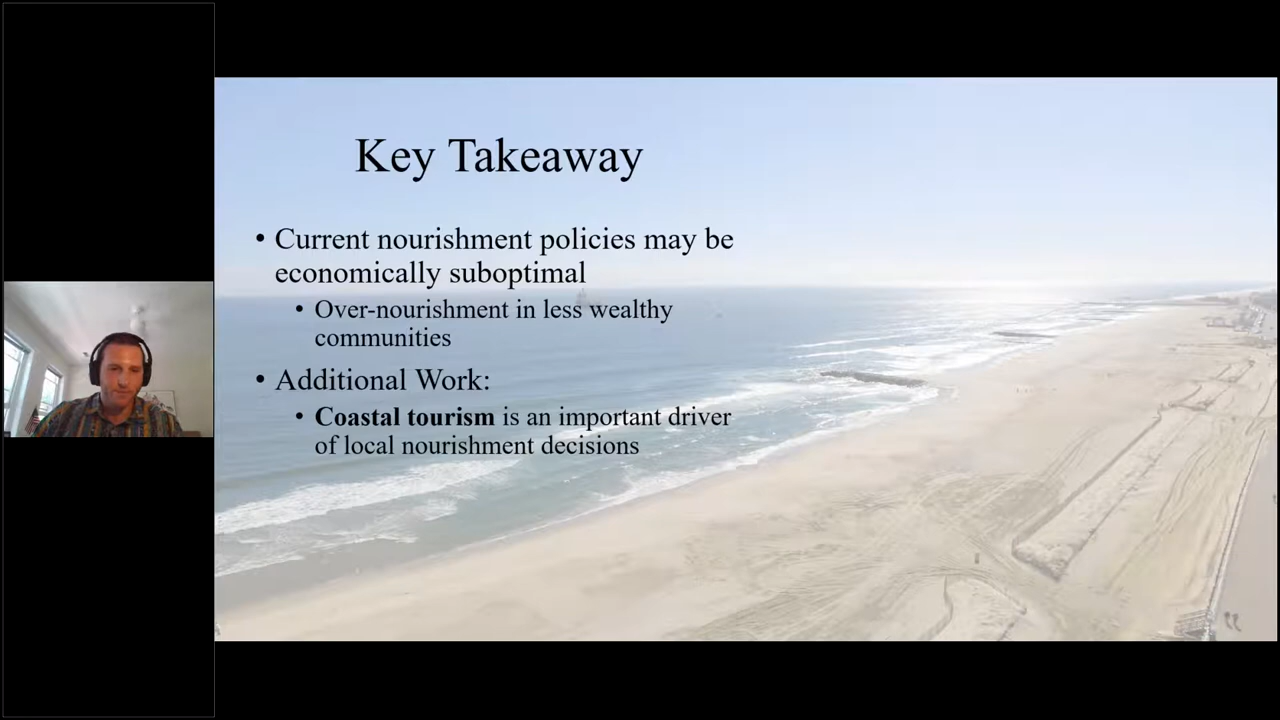 Key Takeaway
• Current nourishment policies may be
economically suboptimal
• Over-nourishment in less wealthy
communities
• Additional Work:
• Coastal tourism is an important driver
of local nourishment decisions